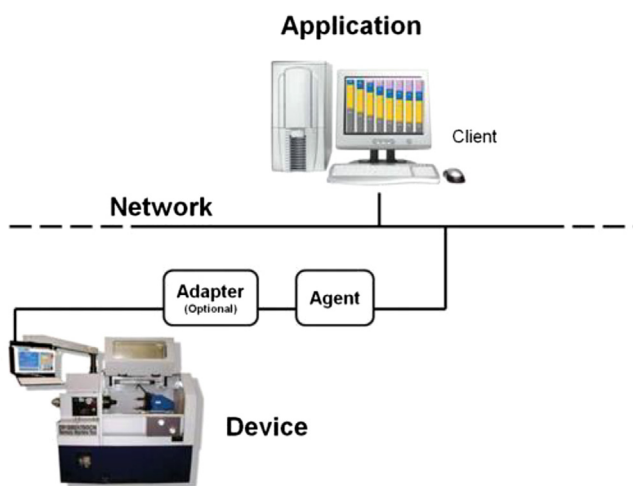 Application
Client
Network
Adapter
(Optional)
Agent
Device